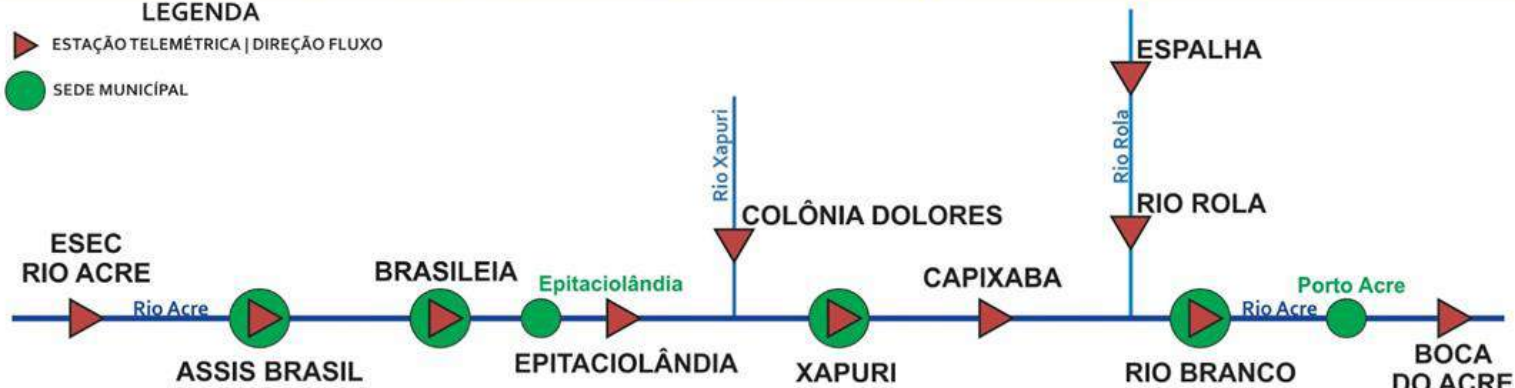 LEGENDA
ESTAÇÃO TELEMÉTRICA | DIREÇÃO FLUXO
SEDE MUNICÍPAL
ESPALHA
Rio Xapuri
Rio Rola
COLÔNIA DOLORES
RIO ROLA
ESEC
RIO ACRE
Rio Acre
ASSIS BRASIL
BRASILEIA
Epitaciolândia
EPITACIOLÂNDIA
XAPURI
CAPIXABA
RIO BRANCO
Rio Acre
Porto Acre
BOCA
DO ACRE